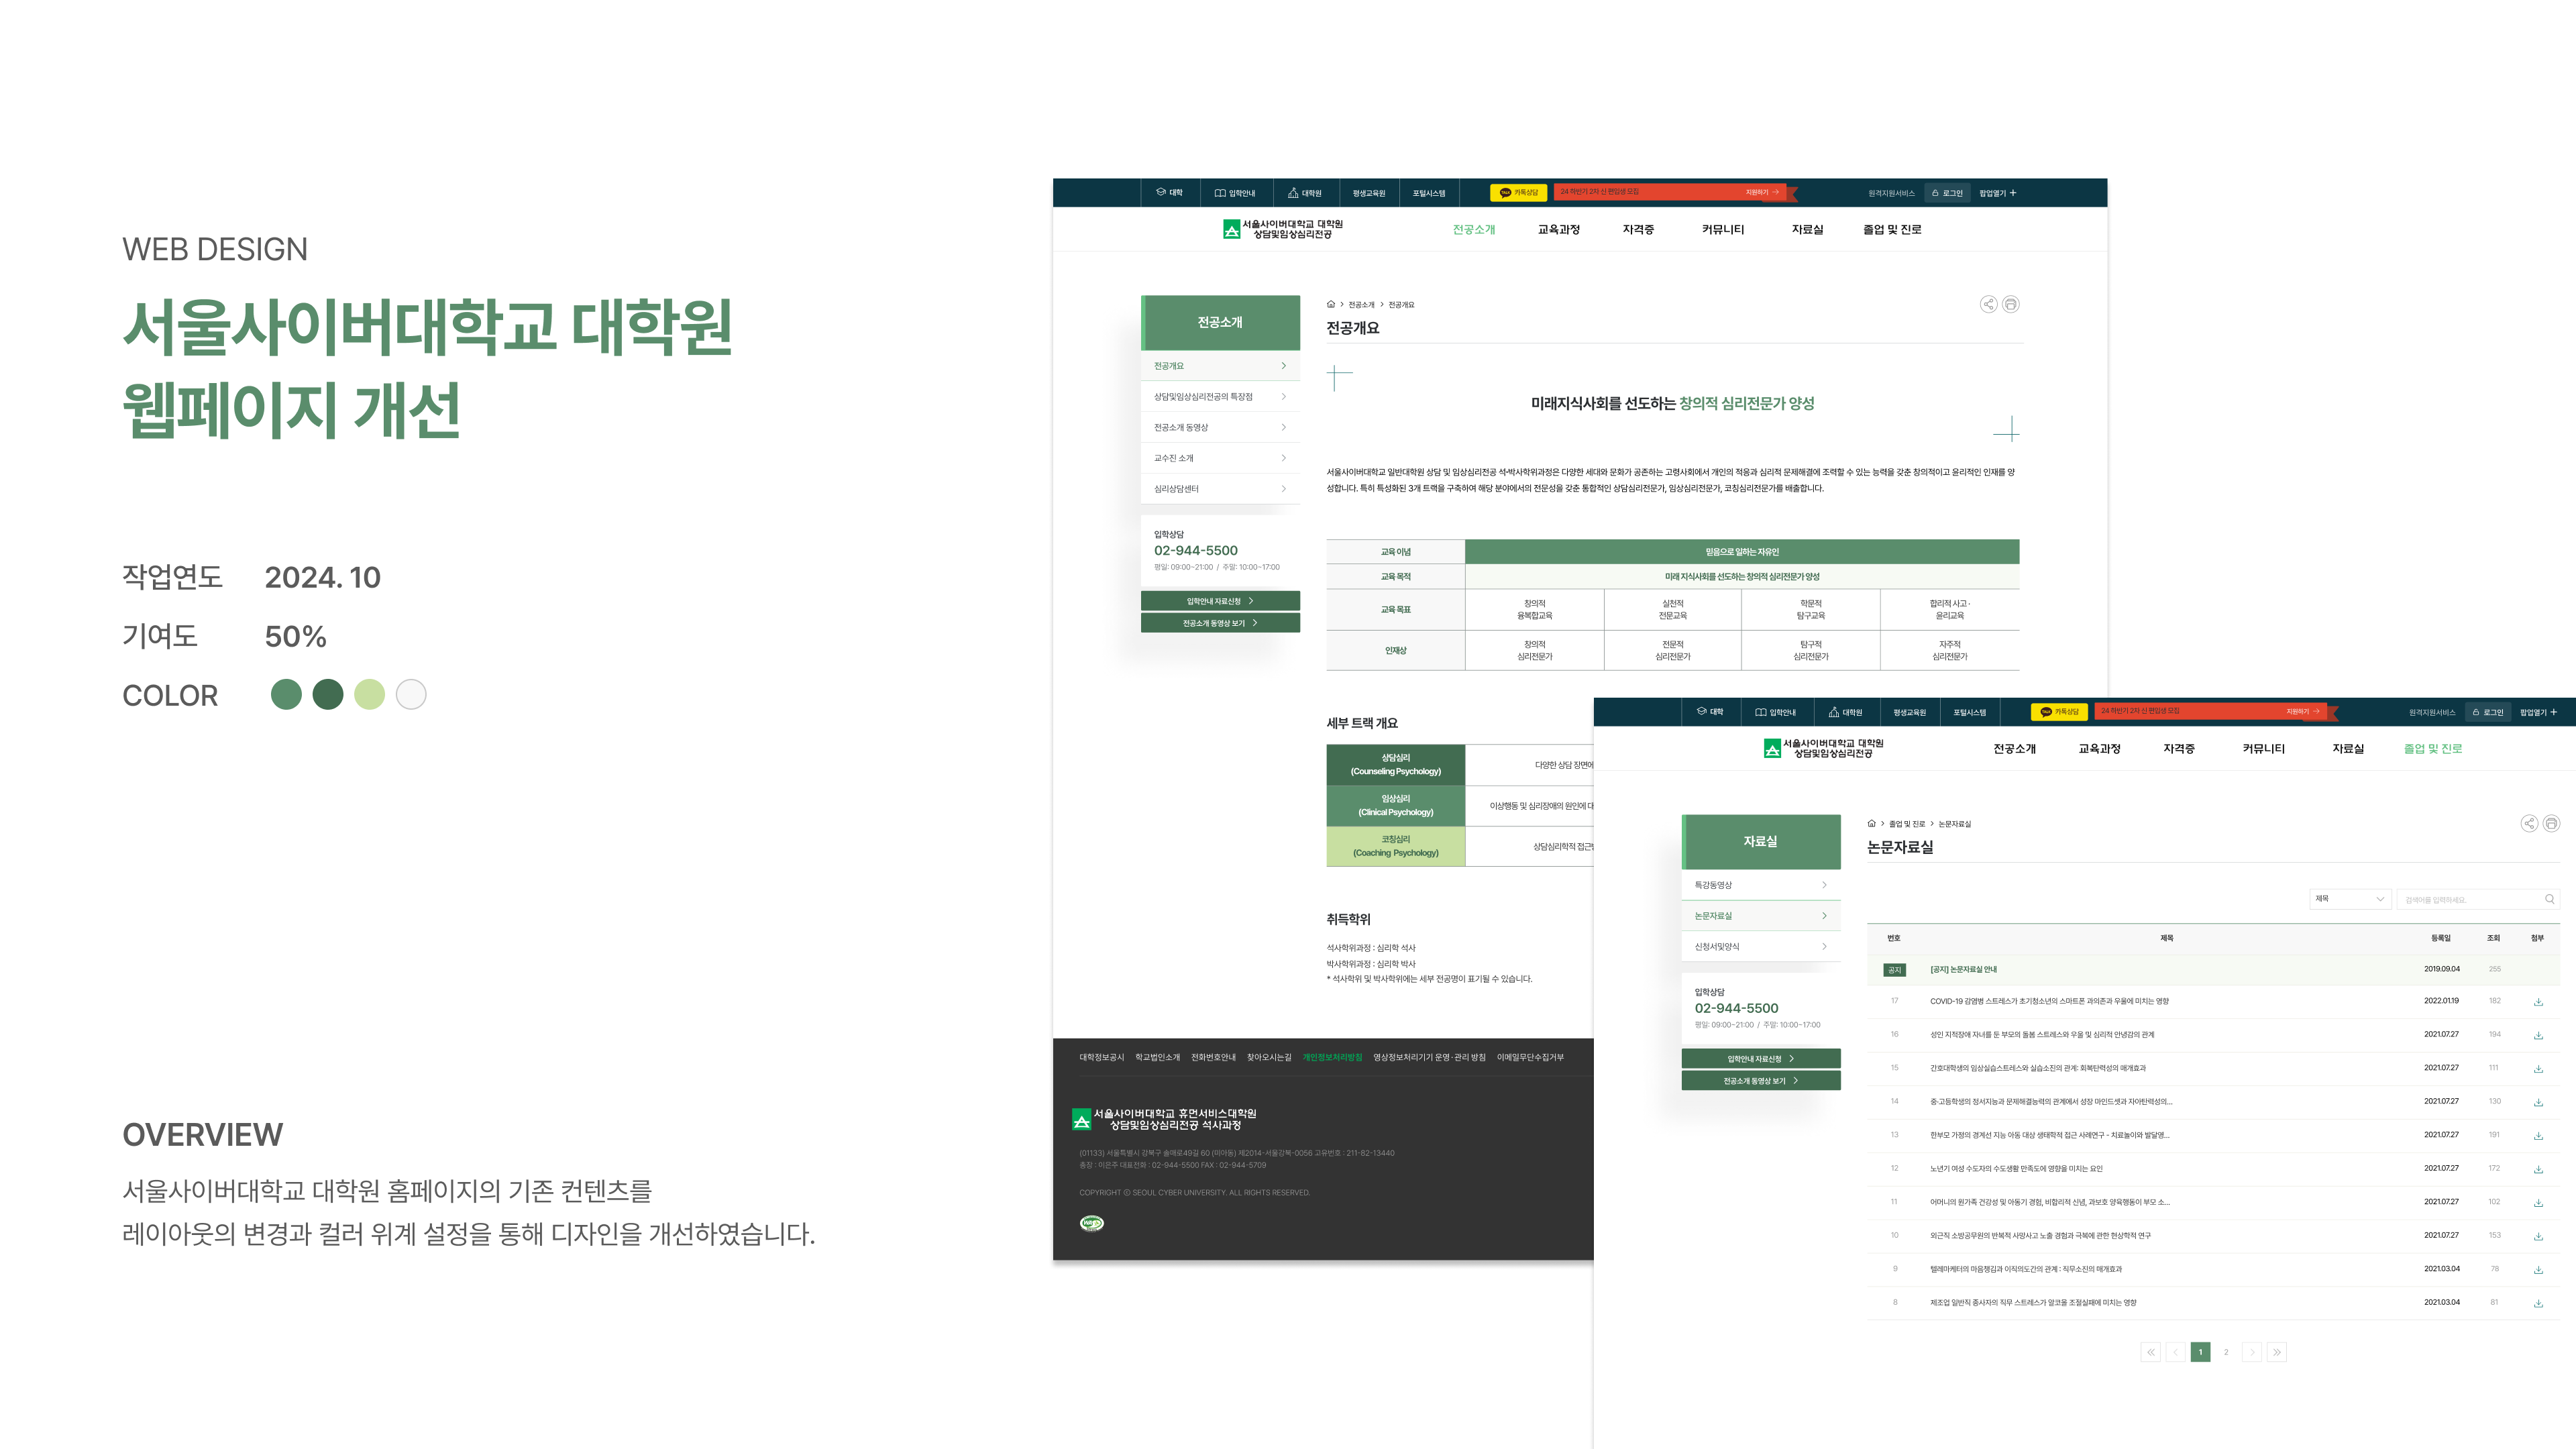 WEB DESIGN
서울사이버대학교 대학원
웹페이지 개선
작업연도 2024. 10
기여도 50%
COLOR
OVERVIEW
서울사이버대학교 대학원 홈페이지의 기존 컨텐츠를
레이아웃의 변경과 컬러 위계 설정을 통해 디자인을 개선하였습니다.
대학 입학안내 대학원 평생교육원 포털시스템 카톡상담 24 하반기 2차 신·편입생 모집 지원하기 원격지원서비스 로그인 팝업열기
서울사이버대학교 대학원
상담및임상심리전공
전공소개 교육과정 자격증 커뮤니티 자료실 졸업 및 진로
전공소개
전공개요
상담및임상심리전공의 특장점
전공소개 동영상
교수진 소개
심리상담센터
입학상담
02-944-5500
평일: 09:00~21:00 / 주말: 10:00~17:00
입학안내 자료신청
전공소개 동영상 보기
전공소개 > 전공개요
전공개요
미래지식사회를 선도하는 창의적 심리전문가 양성
서울사이버대학교 일반대학원 상담 및 임상심리전공 석·박사학위과정은 다양한 세대와 문화가 공존하는 고령사회에서 개인의 적응과 심리적 문제해결에 조력할 수 있는 능력을 갖춘 창의적이고 윤리적인 인재를 양
성합니다. 특히 특성화된 3개 트랙을 구축하여 해당 분야에서의 전문성을 갖춘 통합적인 상담심리전문가, 임상심리전문가, 코칭심리전문가를 배출합니다.
교육 이념 믿음으로 일하는 자유인
교육 목적 미래 지식사회를 선도하는 창의적 심리전문가 양성
교육 목표 창의적 실천적 학문적 합리적 사고·
융복합교육 전문교육 탐구교육 윤리교육
인재상 창의적 전문적 탐구적 자주적
심리전문가 심리전문가 심리전문가 심리전문가
세부 트랙 개요
상담심리
(Counseling Psychology)
다양한 상담 장면에
임상심리
(Clinical Psychology)
이상행동 및 심리장애의 원인에 대
코칭심리
(Coaching Psychology)
상담심리학적 접근
취득학위
석사학위과정 : 심리학 석사
박사학위과정 : 심리학 박사
* 석사학위 및 박사학위에는 세부 전공명이 표기될 수 있습니다.
대학정보공시 학교법인소개 전화번호안내 찾아오시는길 개인정보처리방침 영상정보처리기기 운영·관리 방침 이메일무단수집거부
서울사이버대학교 휴먼서비스대학원
상담및임상심리전공 석사과정
(01133) 서울특별시 강북구 솔매로49길 60 (미아동) 제2014-서울강북-0056 고유번호 : 211-82-13440
총장 : 이은주 대표전화 : 02-944-5500 FAX : 02-944-5709
COPYRIGHT ⓒ SEOUL CYBER UNIVERSITY. ALL RIGHTS RESERVED.
대학 입학안내 대학원 평생교육원 포털시스템 카톡상담 24 하반기 2차 신·편입생 모집 지원하기 원격지원서비스 로그인 팝업열기
서울사이버대학교 대학원
상담및임상심리전공
전공소개 교육과정 자격증 커뮤니티 자료실 졸업 및 진로
자료실
특강동영상
논문자료실
신청서및양식
입학상담
02-944-5500
평일: 09:00~21:00 / 주말: 10:00~17:00
입학안내 자료신청
전공소개 동영상 보기
졸업 및 진로 > 논문자료실
논문자료실
제목 검색어를 입력하세요.
번호 제목 등록일 조회 첨부
공지 [공지] 논문자료실 안내 2019.09.04 255
17 COVID-19 감염병 스트레스가 초기청소년의 스마트폰 과의존과 우울에 미치는 영향 2022.01.19 182
16 성인 지적장애 자녀를 둔 부모의 돌봄 스트레스와 우울 및 심리적 안녕감의 관계 2021.07.27 194
15 간호대학생의 임상실습스트레스와 실습소진의 관계: 회복탄력성의 매개효과 2021.07.27 111
14 중·고등학생의 정서지능과 문제해결능력의 관계에서 성장 마인드셋과 자아탄력성의... 2021.07.27 130
13 한부모 가정의 경계선 지능 아동 대상 생태학적 접근 사례연구 - 치료놀이와 발달영... 2021.07.27 191
12 노년기 여성 수도자의 수도생활 만족도에 영향을 미치는 요인 2021.07.27 172
11 어머니의 원가족 건강성 및 아동기 경험, 비합리적 신념, 과보호 양육행동이 부모 소... 2021.07.27 102
10 외근직 소방공무원의 반복적 사망사고 노출 경험과 극복에 관한 현상학적 연구 2021.07.27 153
9 텔레마케터의 마음챙김과 이직의도간의 관계 : 직무소진의 매개효과 2021.03.04 78
8 제조업 일반직 종사자의 직무 스트레스가 알코올 조절실패에 미치는 영향 2021.03.04 81
1 2